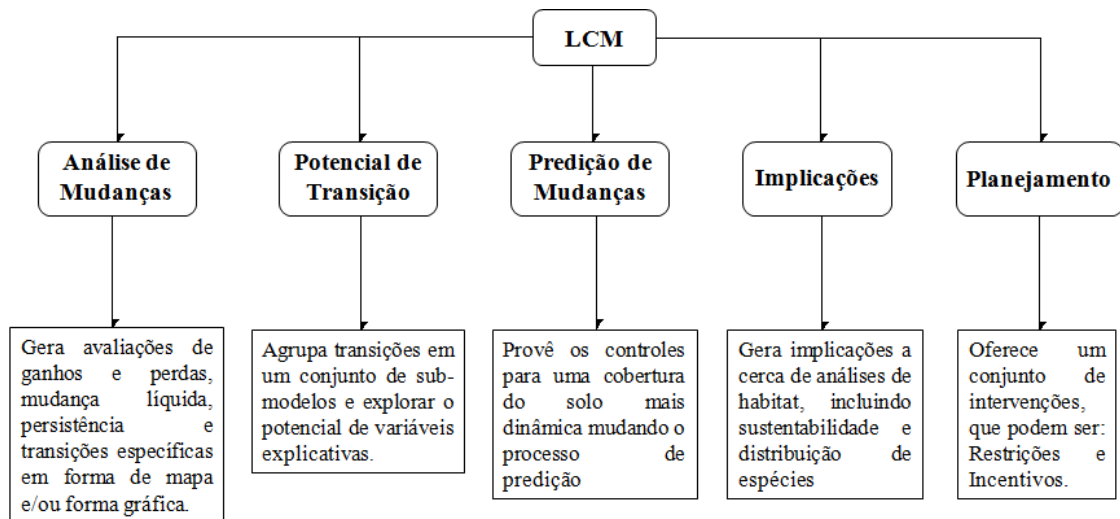 LCM
Análise de
Mudanças
Potencial de
Transição
Predição de
Mudanças
Implicações
Planejamento
Gera avaliações de
ganhos e perdas,
mudança líquida,
persistência e
transições específicas
em forma de mapa
e/ou forma gráfica.
Agrupa transições em
um conjunto de sub-
modelos e explorar o
potencial de variáveis
explicativas.
Provê os controles
para uma cobertura
do solo mais
dinâmica mudando o
processo de
predição
Gera implicações a
cerca de análises de
habitat, incluindo
sustentabilidade e
distribuição de
espécies
Oferece um
conjunto de
intervenções,
que podem ser:
Restrições e
Incentivos.